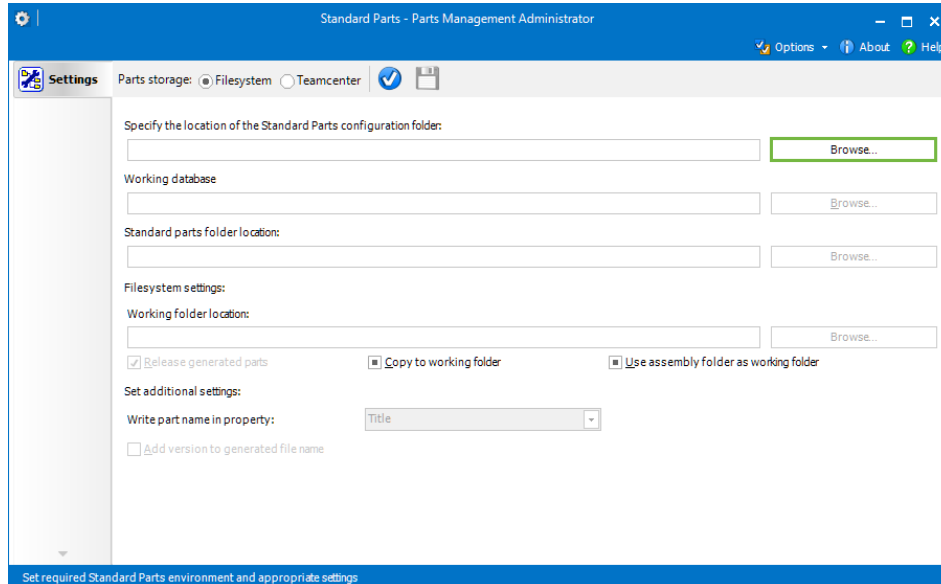 Standard Parts - Parts Management Administrator
Options About Help
Settings Parts storage: Filesystem Teamcenter
Specify the location of the Standard Parts configuration folder:
Browse...
Working database
Browse...
Standard parts folder location:
Browse...
Filesystem settings:
Working folder location:
Browse...
Release generated parts Copy to working folder Use assembly folder as working folder
Set additional settings:
Write part name in property: Title
Add version to generated file name
Set required Standard Parts environment and appropriate settings